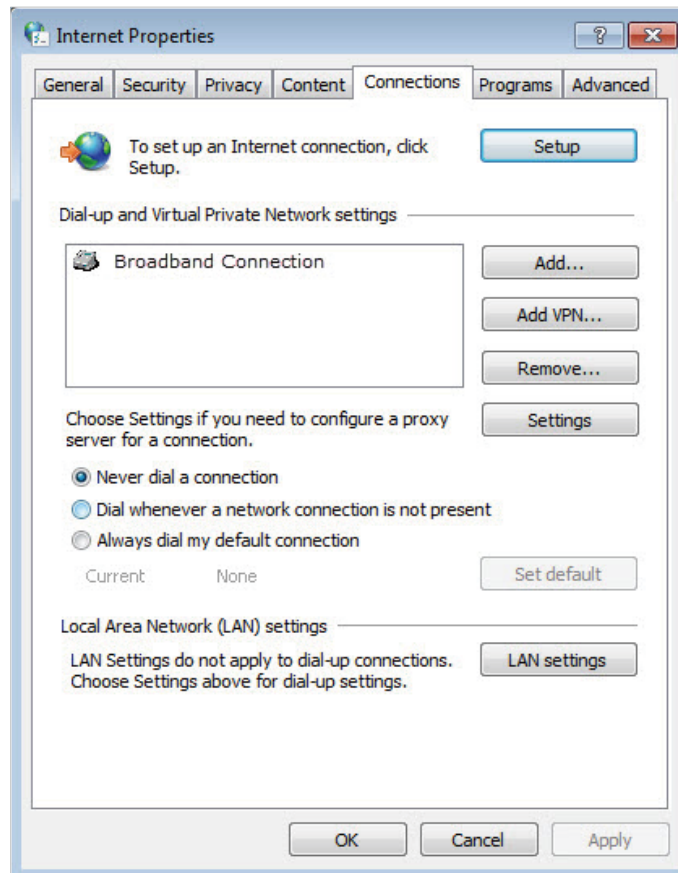 Internet Properties
General Security Privacy Content Connections Programs Advanced
To set up an Internet connection, click
Setup.
Setup
Dial-up and Virtual Private Network settings
Broadband Connection
Add...
Add VPN...
Remove...
Choose Settings if you need to configure a proxy
server for a connection.
Settings
Never dial a connection
Dial whenever a network connection is not present
Always dial my default connection
Current None
Set default
Local Area Network (LAN) settings
LAN Settings do not apply to dial-up connections.
Choose Settings above for dial-up settings.
LAN settings
OK Cancel Apply